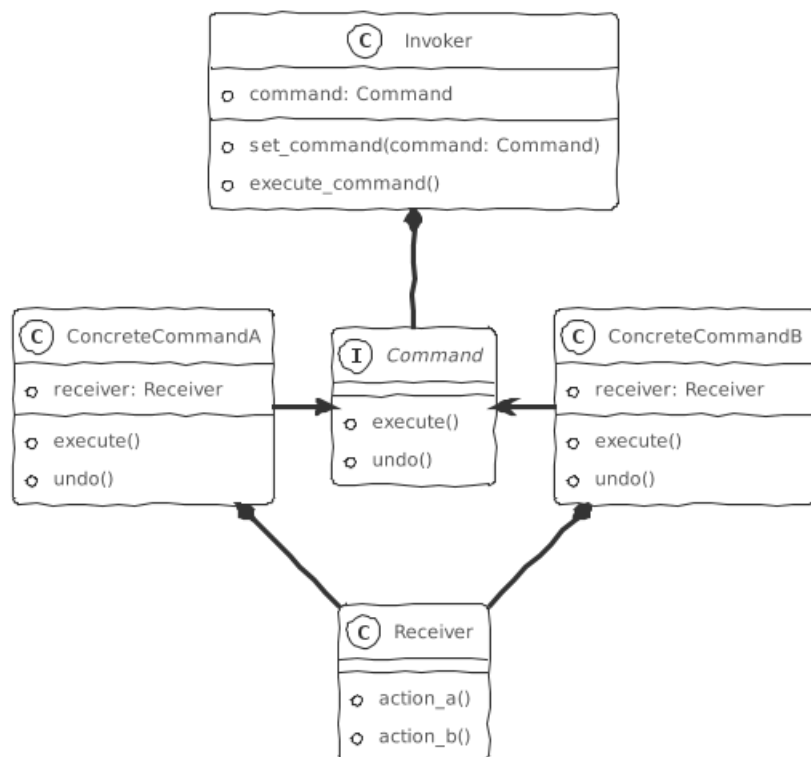 C Invoker
command: Command
set_command(command: Command)
execute_command()
C ConcreteCommandA
receiver: Receiver
execute()
undo()
I Command
execute()
undo()
C ConcreteCommandB
receiver: Receiver
execute()
undo()
C Receiver
action_a()
action_b()